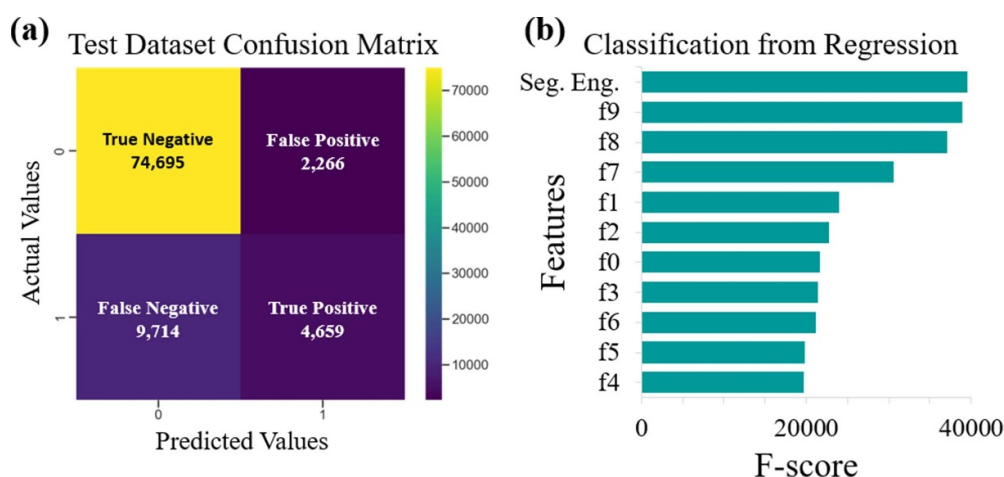 (a)
Test Dataset Confusion Matrix
True Negative
74,695
False Positive
2,266
False Negative
9,714
True Positive
4,659
0
1
Actual Values
0
1
Predicted Values
70000
60000
50000
40000
30000
20000
10000
(b)
Classification from Regression
Seg. Eng.
f9
f8
f7
f1
f2
f0
f3
f6
f5
f4
Features
0
20000
40000
F-score